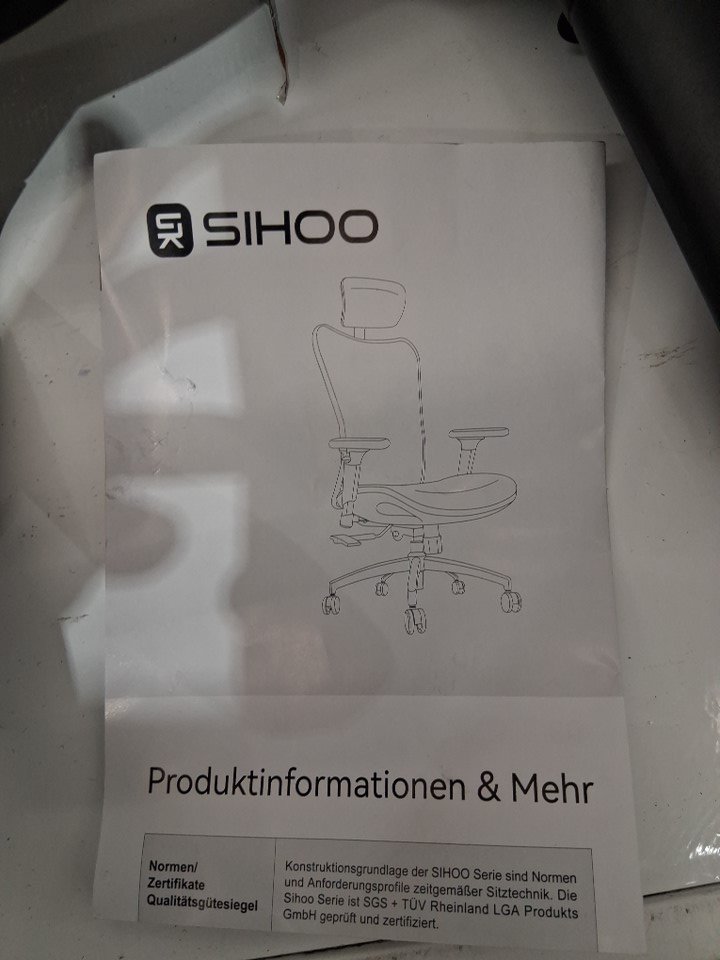 SIHOO
Produktinformationen & Mehr
Normen/
Zertifikate
Qualitätsgütesiegel
Konstruktionsgrundlage der SIHOO Serie sind Normen
und Anforderungsprofile zeitgemäßer Sitztechnik. Die
Sihoo Serie ist SGS + TÜV Rheinland LGA Produkts
GmbH geprüft und zertifiziert.